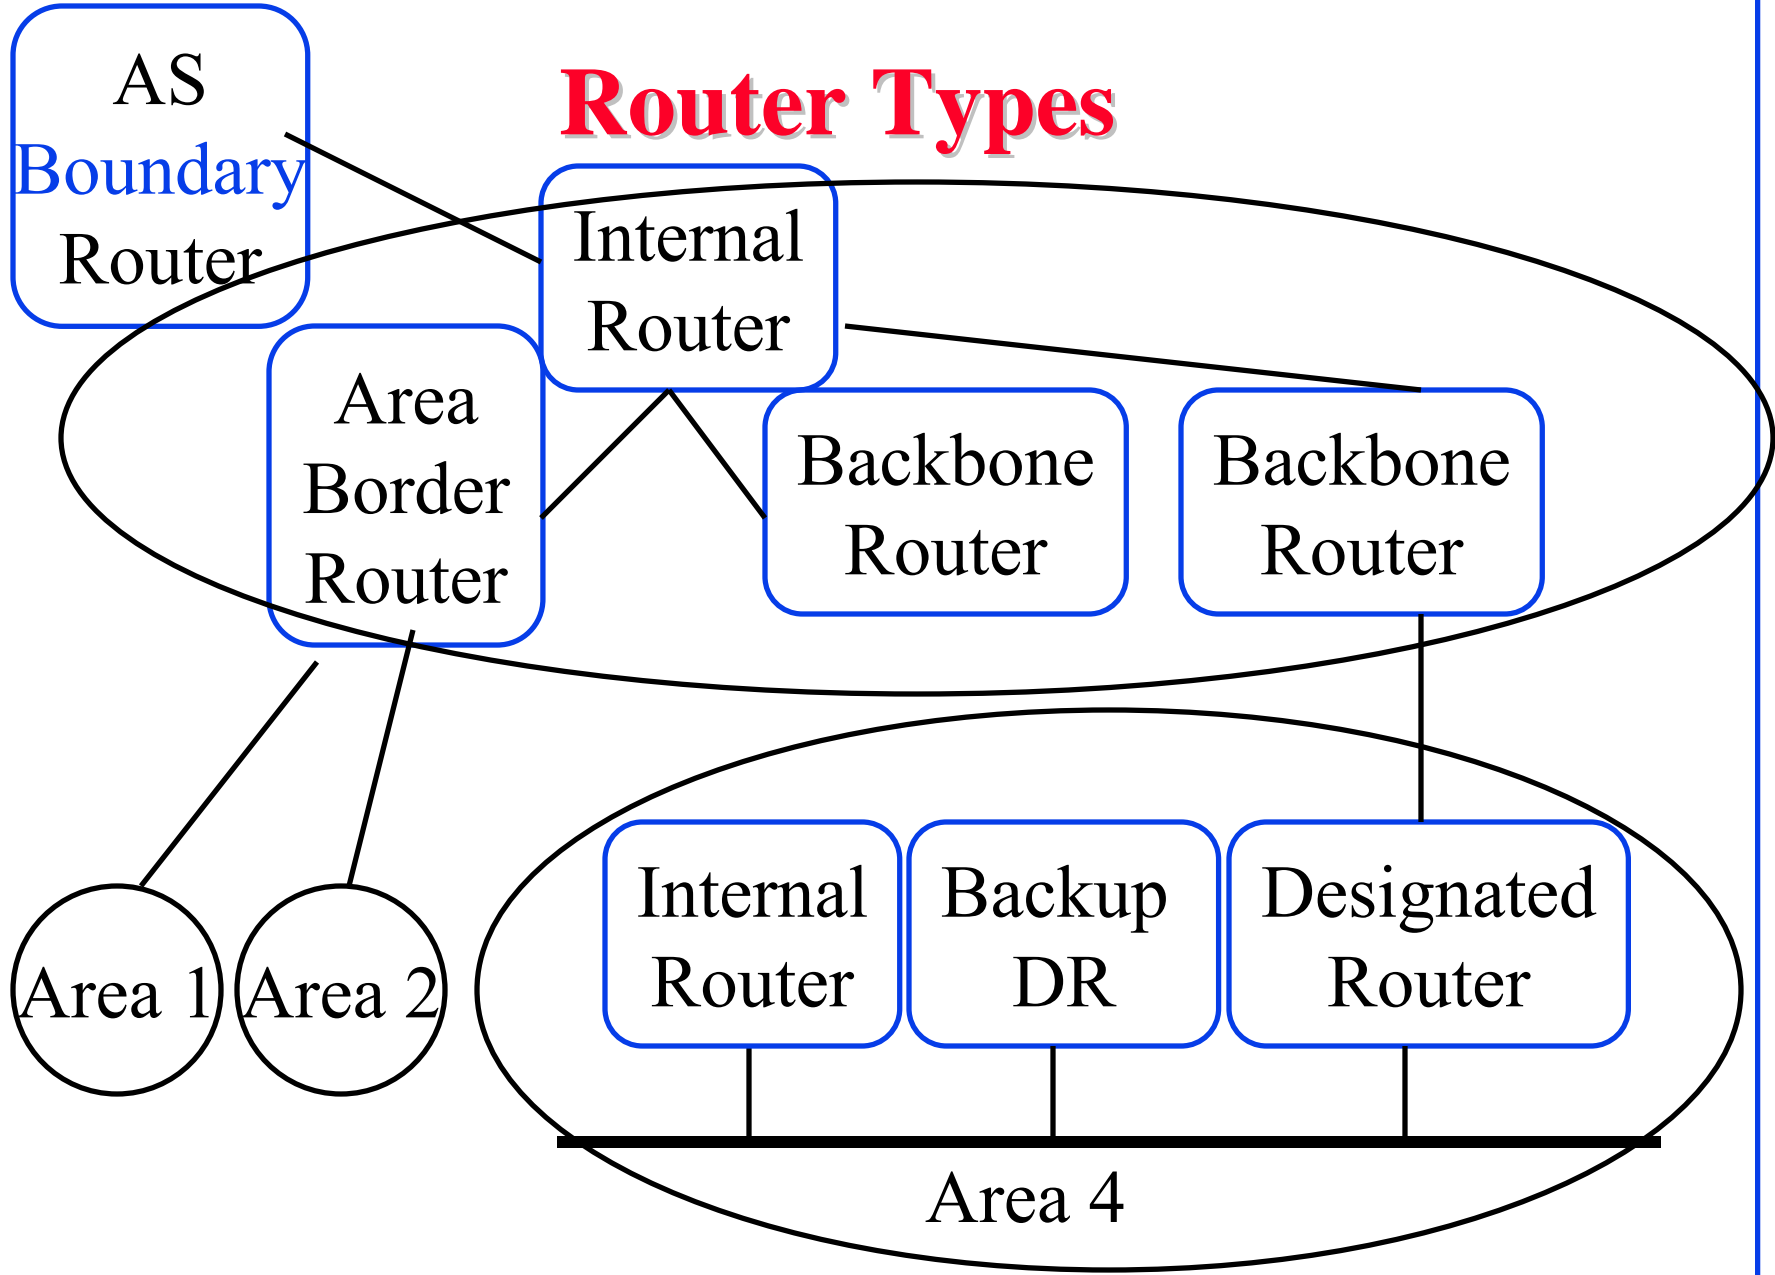 Router Types
AS
Boundary
Router
Internal
Router
Area
Border
Router
Backbone
Router
Backbone
Router
Area 1
Area 2
Internal
Router
Backup
DR
Designated
Router
Area 4